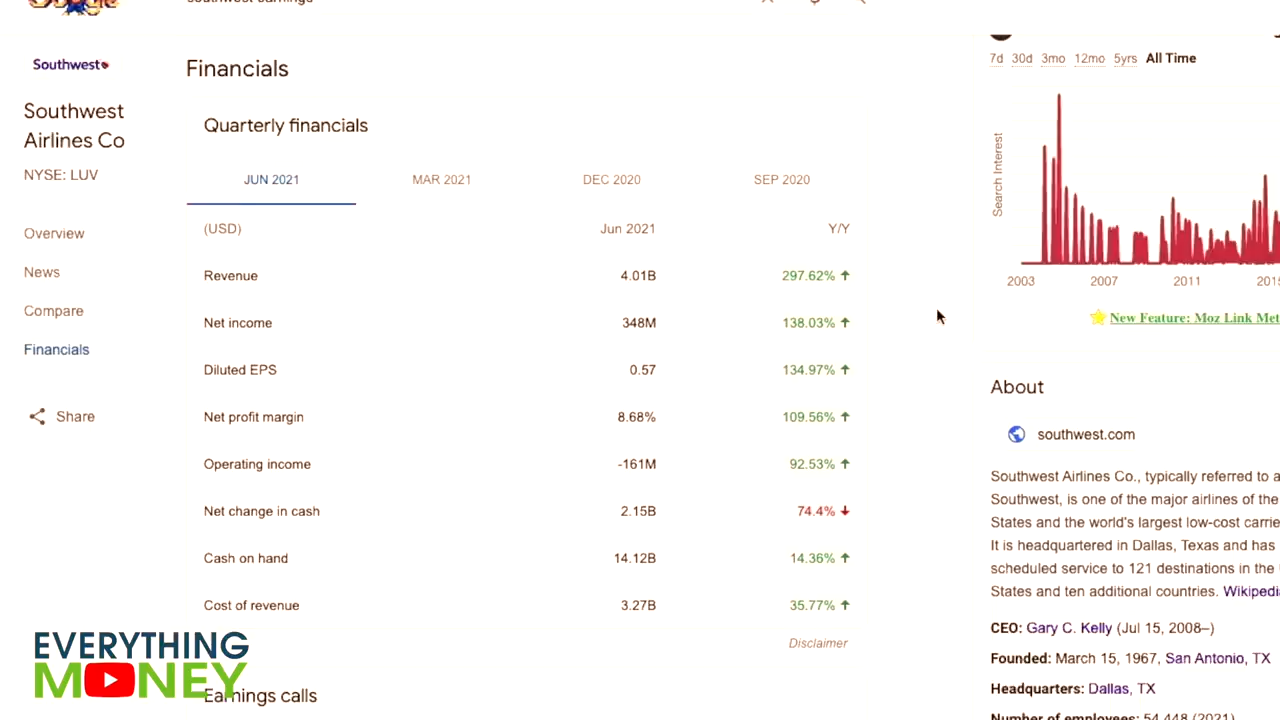 Southwest
Southwest
Airlines Co
NYSE: LUV
Overview
News
Compare
Financials
Share
Financials
Quarterly financials
JUN 2021 MAR 2021 DEC 2020 SEP 2020
(USD) Jun 2021 Y/Y
Revenue 4.01B 297.62%
Net income 348M 138.03%
Diluted EPS 0.57 134.97%
Net profit margin 8.68% 109.56%
Operating income -161M 92.53%
Net change in cash 2.15B 74.4%
Cash on hand 14.12B 14.36%
Cost of revenue 3.27B 35.77%
Disclaimer
Earnings calls
EVERYTHING
MONEY
7d 30d 3mo 12mo 5yrs All Time
Search Interest
2003 2007 2011
New Feature: Moz Link Met
About
southwest.com
Southwest Airlines Co., typically referred to a
Southwest, is one of the major airlines of the
States and the world's largest low-cost carrie
It is headquartered in Dallas, Texas and has
scheduled service to 121 destinations in the
States and ten additional countries. Wikipedi
CEO: Gary C. Kelly (Jul 15, 2008–)
Founded: March 15, 1967, San Antonio, TX
Headquarters: Dallas, TX
Number of employees: 54,448 (2021)